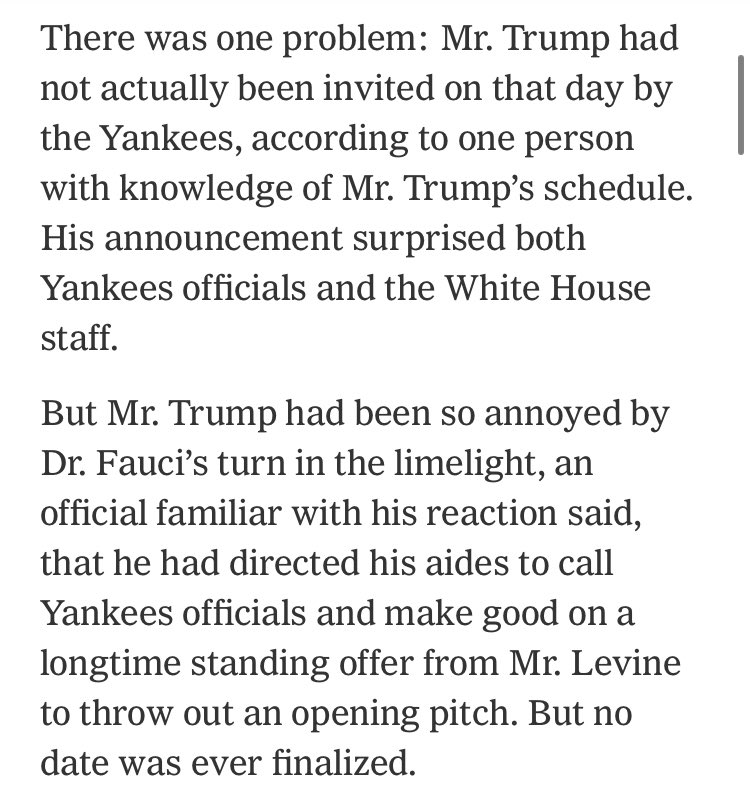 There was one problem: Mr. Trump had
not actually been invited on that day by
the Yankees, according to one person
with knowledge of Mr. Trump’s schedule.
His announcement surprised both
Yankees officials and the White House
staff.
But Mr. Trump had been so annoyed by
Dr. Fauci’s turn in the limelight, an
official familiar with his reaction said,
that he had directed his aides to call
Yankees officials and make good on a
longtime standing offer from Mr. Levine
to throw out an opening pitch. But no
date was ever finalized.